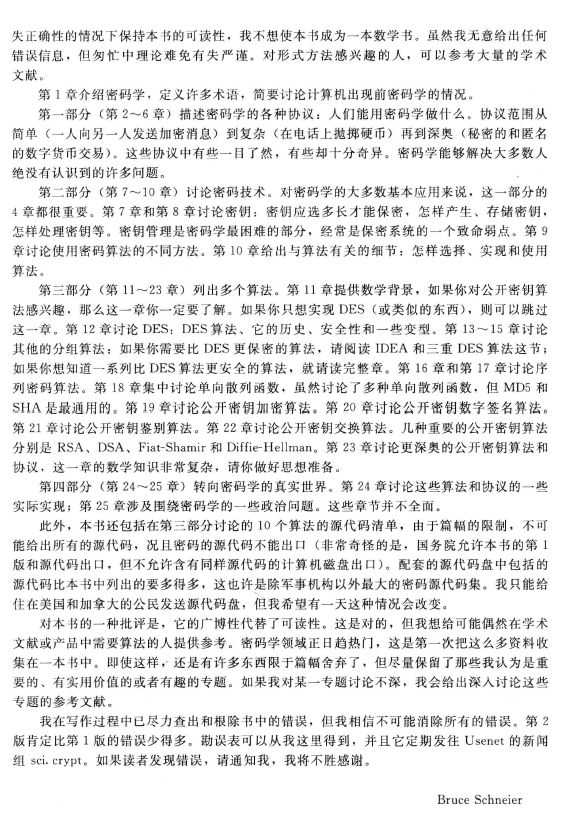 失正确性的情况下保持本书的可读性，我不想使本书成为一本数学书。虽然我无意给出任何
错误信息，但匆忙中理论难免有失严谨。对形式方法感兴趣的人，可以参考大量的学术
文献。
第 1 章介绍密码学，定义许多术语，简要讨论计算机出现前密码学的情况。
第一部分（第 2～6 章）描述密码学的各种协议：人们能用密码学做什么。协议范围从
简单（一人向另一人发送加密消息）到复杂（在电话上抛掷硬币）再到深奥（秘密的和匿名
的数字货币交易）。这些协议中有些一目了然，有些却十分奇异。密码学能够解决大多数人
绝没有认识到的许多问题。
第二部分（第 7～10 章）讨论密码技术。对密码学的大多数基本应用来说，这一部分的
4 章都很重要。第 7 章和第 8 章讨论密钥：密钥应选多长才能保密，怎样产生、存储密钥，
怎样处理密钥等。密钥管理是密码学最困难的部分，经常是保密系统的一个致命弱点。第 9
章讨论使用密码算法的不同方法。第 10 章给出与算法有关的细节：怎样选择、实现和使用
算法。
第三部分（第 11～23 章）列出多个算法。第 11 章提供数学背景，如果你对公开密钥算
法感兴趣，那么这一章你一定要了解。如果你只想实现 DES（或类似的东西），则可以跳过
这一章。第 12 章讨论 DES：DES 算法、它的历史、安全性和一些变型。第 13～15 章讨论
其他的分组算法：如果你需要比 DES 更保密的算法，请阅读 IDEA 和三重 DES 算法这节；
如果你想知道一系列比 DES 算法更安全的算法，就请读完整章。第 16 章和第 17 章讨论序
列密码算法。第 18 章集中讨论单向散列函数，虽然讨论了多种单向散列函数，但 MD5 和
SHA 是最通用的。第 19 章讨论公开密钥加密算法。第 20 章讨论公开密钥数字签名算法。
第 21 章讨论公开密钥鉴别算法。第 22 章讨论公开密钥交换算法。几种重要的公开密钥算法
分别是 RSA、DSA、Fiat-Shamir 和 Diffie-Hellman。第 23 章讨论更深奥的公开密钥算法和
协议，这一章的数学知识非常复杂，请你做好思想准备。
第四部分（第 24～25 章）转向密码学的真实世界。第 24 章讨论这些算法和协议的一些
实际实现；第 25 章涉及围绕密码学的一些政治问题。这些章节并不全面。
此外，本书还包括在第三部分讨论的 10 个算法的源代码清单，由于篇幅的限制，不可
能给出所有的源代码，况且密码的源代码不能出口（非常奇怪的是，国务院允许本书的第 1
版和源代码出口，但不允许含有同样源代码的计算机磁盘出口）。配套的源代码盘中包括的
源代码比本书中列出的要多得多，这也许是除军事机构以外最大的密码源代码集。我只能给
住在美国和加拿大的公民发送源代码盘，但我希望有一天这种情况会改变。
对本书的一种批评是，它的广博性代替了可读性。这是对的，但我想给可能偶然在学术
文献或产品中需要算法的人提供参考。密码学领域正日趋热门，这是第一次把这么多资料收
集在一本书中。即使这样，还是有许多东西限于篇幅舍弃了，但尽量保留了那些我认为是重
要的、有实用价值的或者有趣的专题。如果我对某一专题讨论不深，我会给出深入讨论这些
专题的参考文献。
我在写作过程中已尽力查出和根除书中的错误，但我相信不可能消除所有的错误。第 2
版肯定比第 1 版的错误少得多。勘误表可以从我这里得到，并且它定期发往 Usenet 的新闻
组 sci. crypt。如果读者发现错误，请通知我，我将不胜感谢。
Bruce Schneier